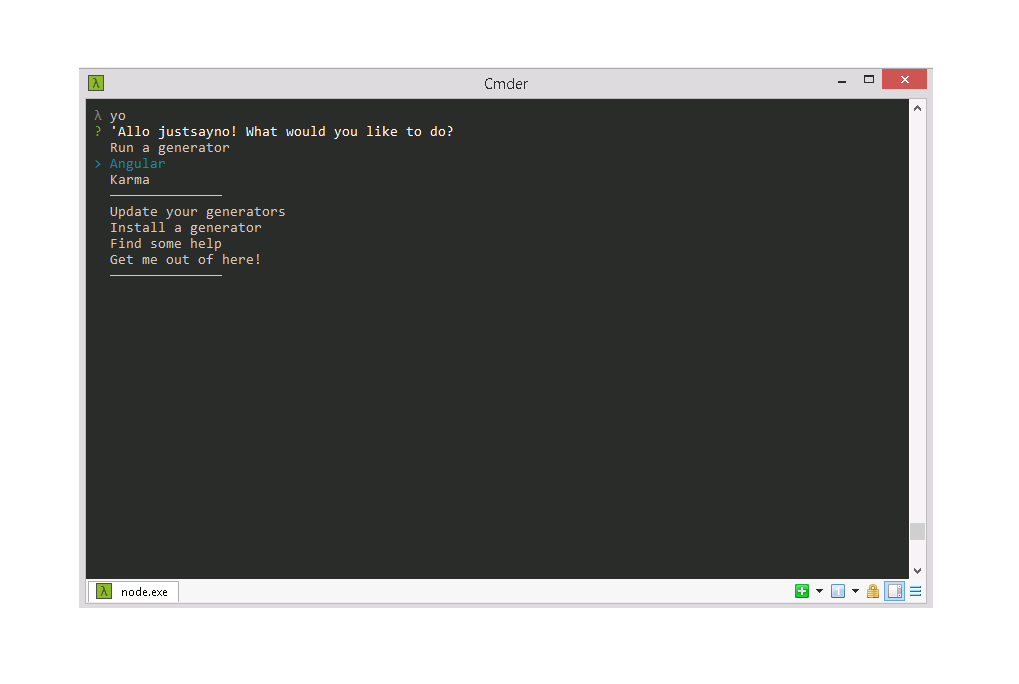 λ Cmder
λ yo
? 'Allo justsayno! What would you like to do?
Run a generator
> Angular
Karma
Update your generators
Install a generator
Find some help
Get me out of here!
λ node.exe